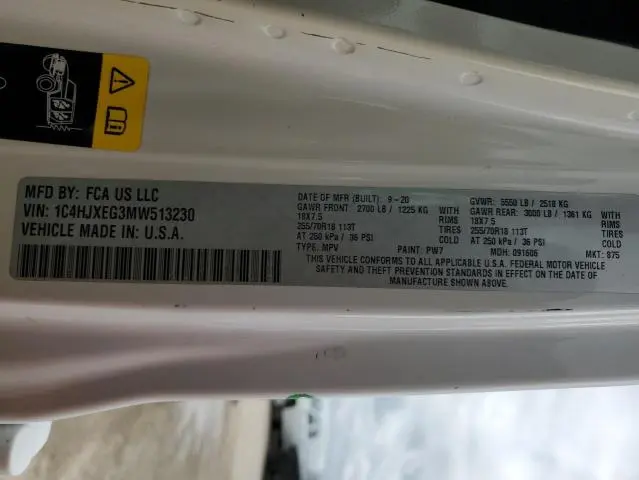 MFD BY: FCA US LLC
VIN: 1C4HJXEG3MW513230
VEHICLE MADE IN: U.S.A.
DATE OF MFR (BUILT): 9-20
GAWR FRONT: 2700 LB / 1225 KG WITH
18X7.5 RIMS
255/70R18 113T TIRES
AT 250 kPa / 36 PSI COLD
TYPE: MPV PAINT: PW7
GVWR: 5550 LB / 2518 KG
GAWR REAR: 3000 LB / 1361 KG WITH
18X7.5 RIMS
255/70R18 113T TIRES
AT 250 kPa / 36 PSI COLD
MDH: 091606 MKT: 875
THIS VEHICLE CONFORMS TO ALL APPLICABLE U.S.A. FEDERAL MOTOR VEHICLE
SAFETY AND THEFT PREVENTION STANDARDS IN EFFECT ON THE DATE OF
MANUFACTURE SHOWN ABOVE.